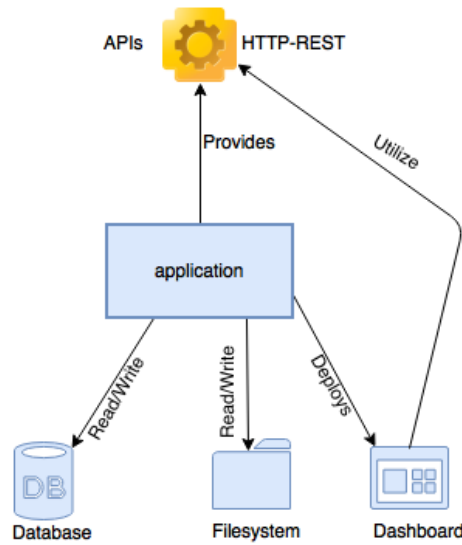 APIs HTTP-REST
Provides
Utilize
application
Read/Write
Read/Write
Deploys
DB
Database
Filesystem
Dashboard